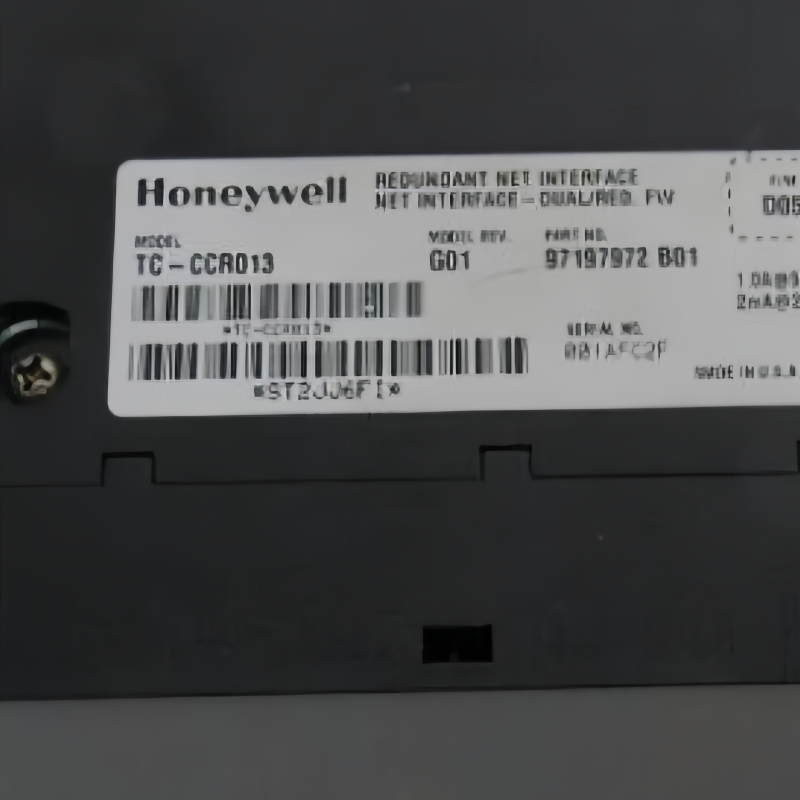 Honeywell
REDUNDANT NET INTERFACE
NET INTERFACE - DUAL/RED. FW
MODEL
TC-CCR013
MODEL REV.
G01
PART NO.
97197972 B01
F/W
D05
*TC-CCR013*
SERIAL NO.
MADE IN U.S.A.